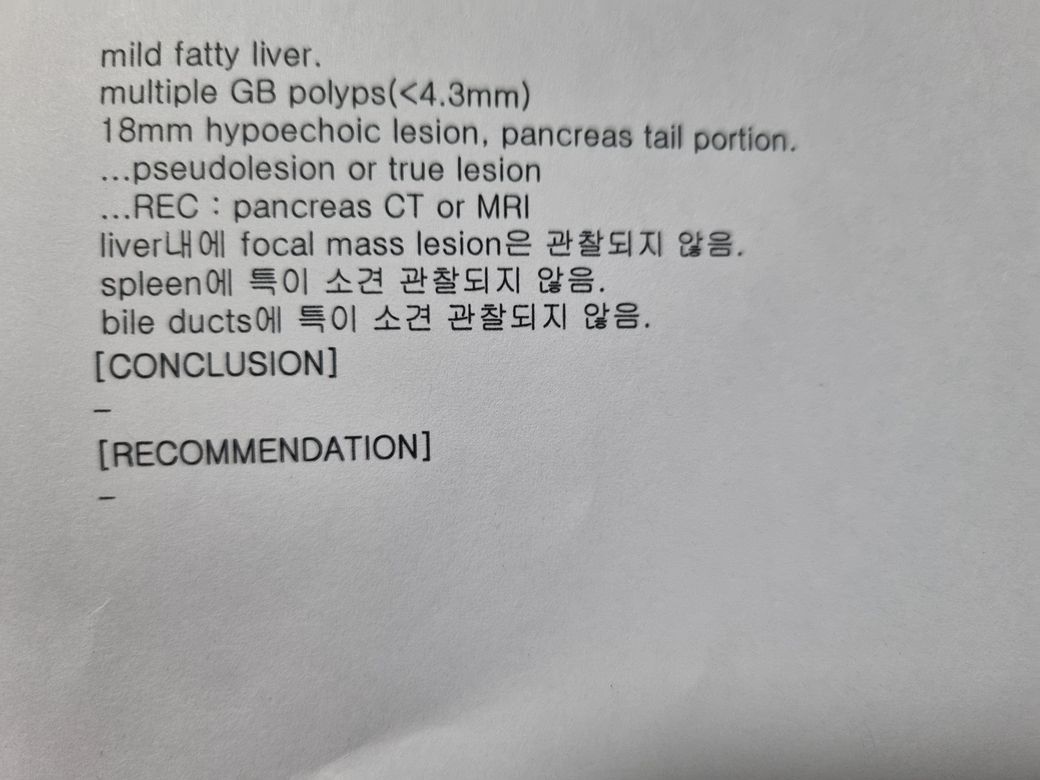 mild fatty liver.
multiple GB polyps(<4.3mm)
18mm hypoechoic lesion, pancreas tail portion.
...pseudolesion or true lesion
...REC : pancreas CT or MRI
liver내에 focal mass lesion은 관찰되지 않음.
spleen에 특이 소견 관찰되지 않음.
bile ducts에 특이 소견 관찰되지 않음.
[CONCLUSION]
-
[RECOMMENDATION]
-